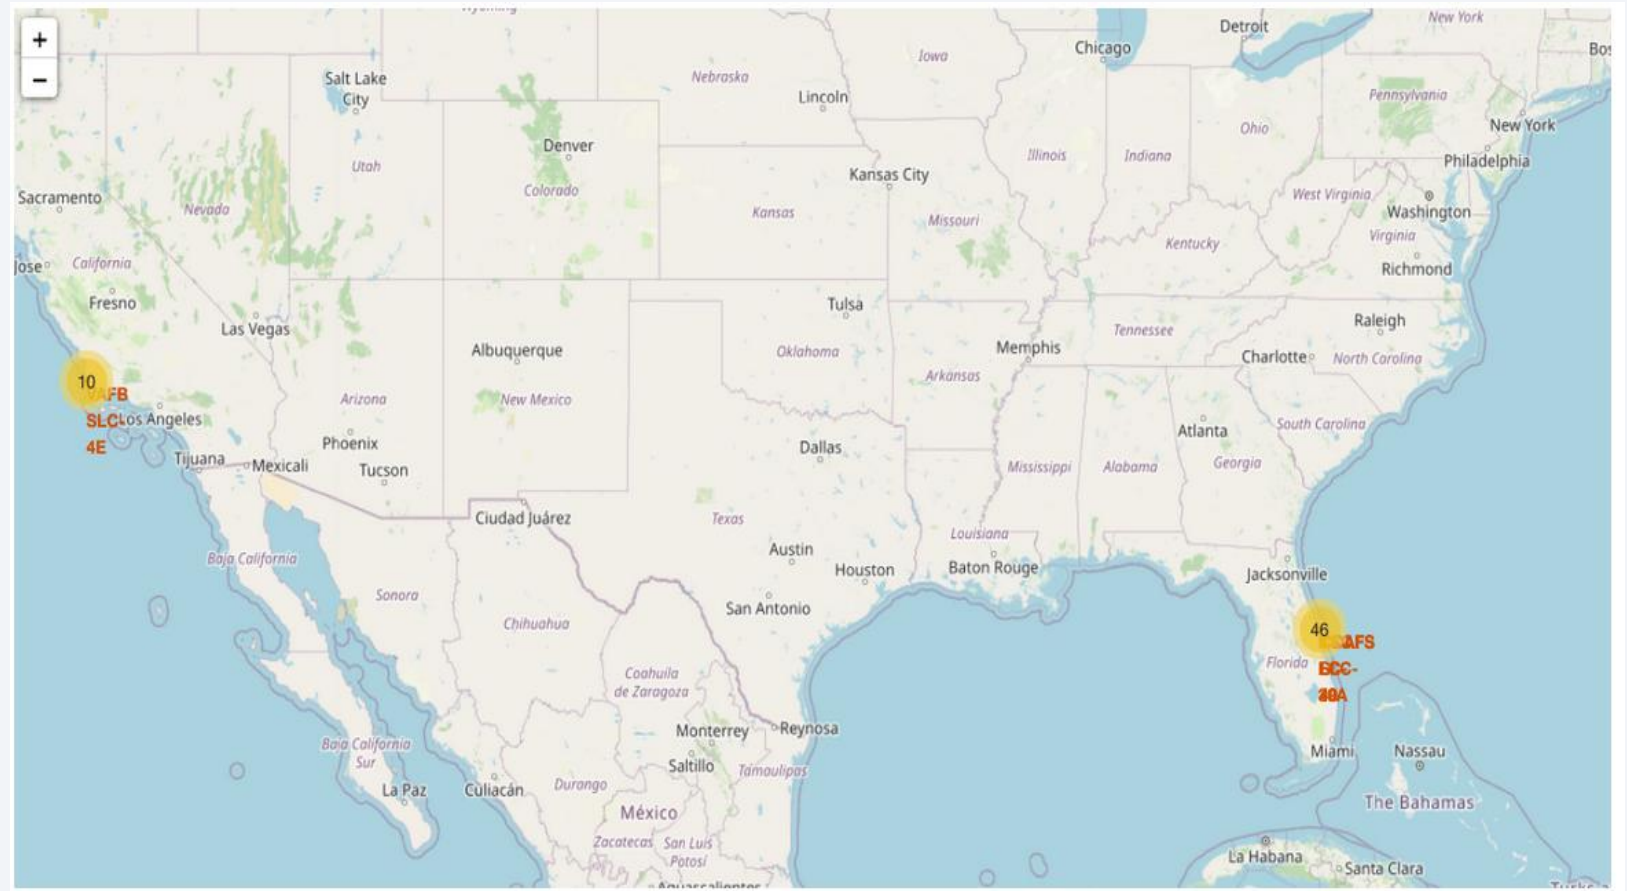 +
−
Wyoming
Detroit
New York
Chicago
Iowa
Salt Lake
City
Nebraska
Lincoln
Pennsylvania
New York
Denver
Ohio
Illinois
Indiana
Philadelphia
Utah
Kansas City
Colorado
West Virginia
Sacramento
Nevada
Kansas
Missouri
Washington
Virginia
Kentucky
Jose
California
Richmond
Fresno
Tulsa
Las Vegas
Raleigh
Tennessee
Albuquerque
Oklahoma
Memphis
Charlotte
North Carolina
Arkansas
10
VAFB
SLC-
4E
Los Angeles
Arizona
New Mexico
South Carolina
Atlanta
Phoenix
Dallas
Tijuana
Mexicali
Tucson
Mississippi
Alabama
Georgia
Ciudad Juárez
Texas
Louisiana
Baja California
Austin
Houston
Baton Rouge
Jacksonville
Sonora
San Antonio
Chihuahua
46
Florida
Coahuila
de Zaragoza
Monterrey
Reynosa
Baja California
Sur
Miami
Nassau
Saltillo
Tamaulipas
La Paz
Culiacán
Durango
The Bahamas
México
Zacatecas
San Luis
Potosí
La Habana
Santa Clara
Aguascalientes